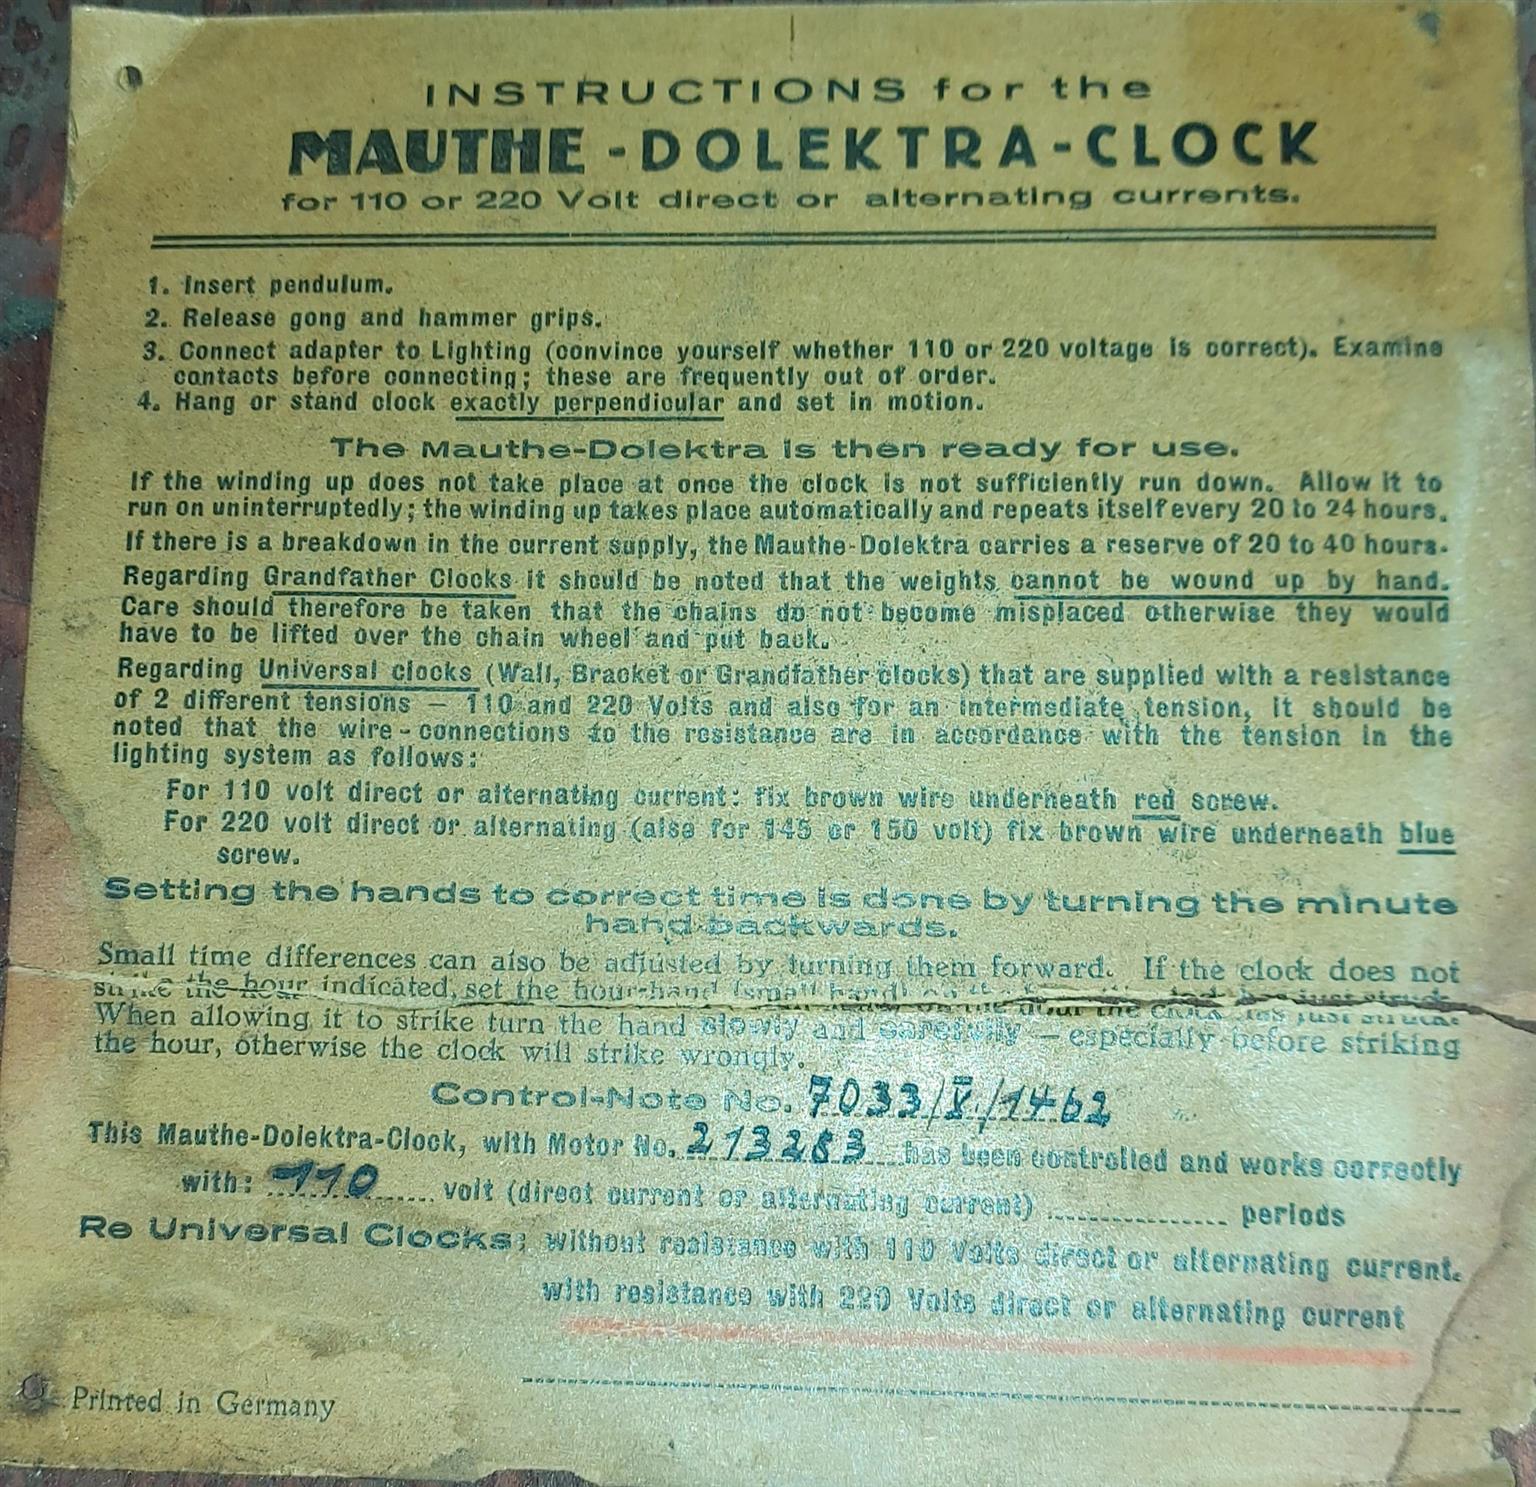 INSTRUCTIONS for the
MAUTHE-DOLEKTRA-CLOCK
for 110 or 220 Volt direct or alternating currents.
1. Insert pendulum.
2. Release gong and hammer grips.
3. Connect adapter to Lighting (convince yourself whether 110 or 220 voltage is correct). Examine
contacts before connecting; these are frequently out of order.
4. Hang or stand clock exactly perpendicular and set in motion.
The Mauthe-Dolektra is then ready for use.
If the winding up does not take place at once the clock is not sufficiently run down. Allow it to
run on uninterruptedly; the winding up takes place automatically and repeats itself every 20 to 24 hours.
If there is a breakdown in the current supply, the Mauthe-Dolektra carries a reserve of 20 to 40 hours.
Regarding Grandfather Clocks it should be noted that the weights cannot be wound up by hand.
Care should therefore be taken that the chains do not become misplaced otherwise they would
have to be lifted over the chain wheel and put back.
Regarding Universal clocks (Wall, Bracket or Grandfather clocks) that are supplied with a resistance
of 2 different tensions — 110 and 220 Volts and also for an intermediate tension, it should be
noted that the wire-connections to the resistance are in accordance with the tension in the
lighting system as follows:
For 110 volt direct or alternating current: fix brown wire underneath red screw.
For 220 volt direct or alternating (also for 145 or 150 volt) fix brown wire underneath blue
screw.
Setting the hands to correct time is done by turning the minute
hand backwards.
Small time differences can also be adjusted by turning them forward. If the clock does not
strike the hour indicated, set the hour-hand (small hand) on the hour the clock has just struck.
When allowing it to strike turn the hand slowly and carefully — especially before striking
the hour, otherwise the clock will strike wrongly.
Control-Note No. 7033/X/1462
This Mauthe-Dolektra-Clock, with Motor No. 213283 has been controlled and works correctly
with: 110 volt (direct current or alternating current) periods
Re Universal Clocks: without resistance with 110 Volts direct or alternating current.
with resistance with 220 Volts direct or alternating current
Printed in Germany